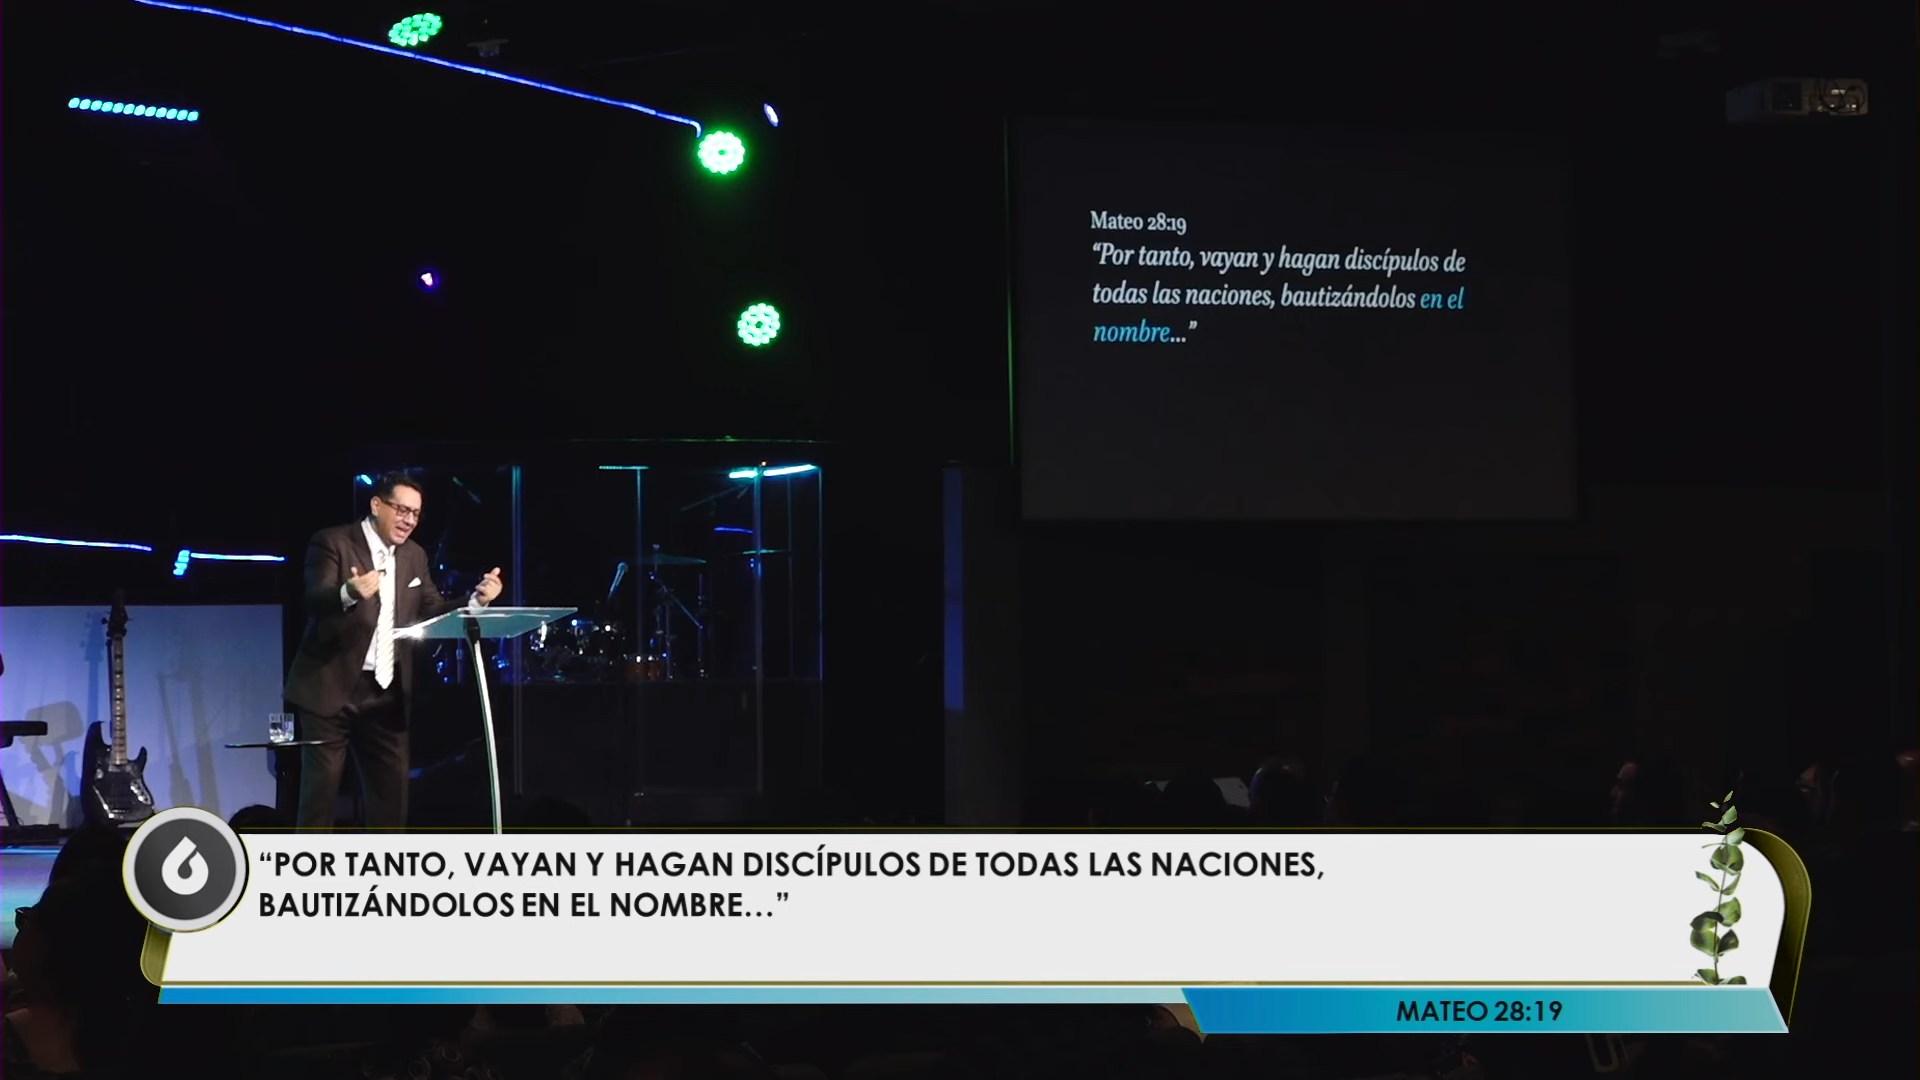 Mateo 28:19
“Por tanto, vayan y hagan discípulos de
todas las naciones, bautizándolos en el
nombre...”
“POR TANTO, VAYAN Y HAGAN DISCÍPULOS DE TODAS LAS NACIONES,
BAUTIZÁNDOLOS EN EL NOMBRE...”
MATEO 28:19